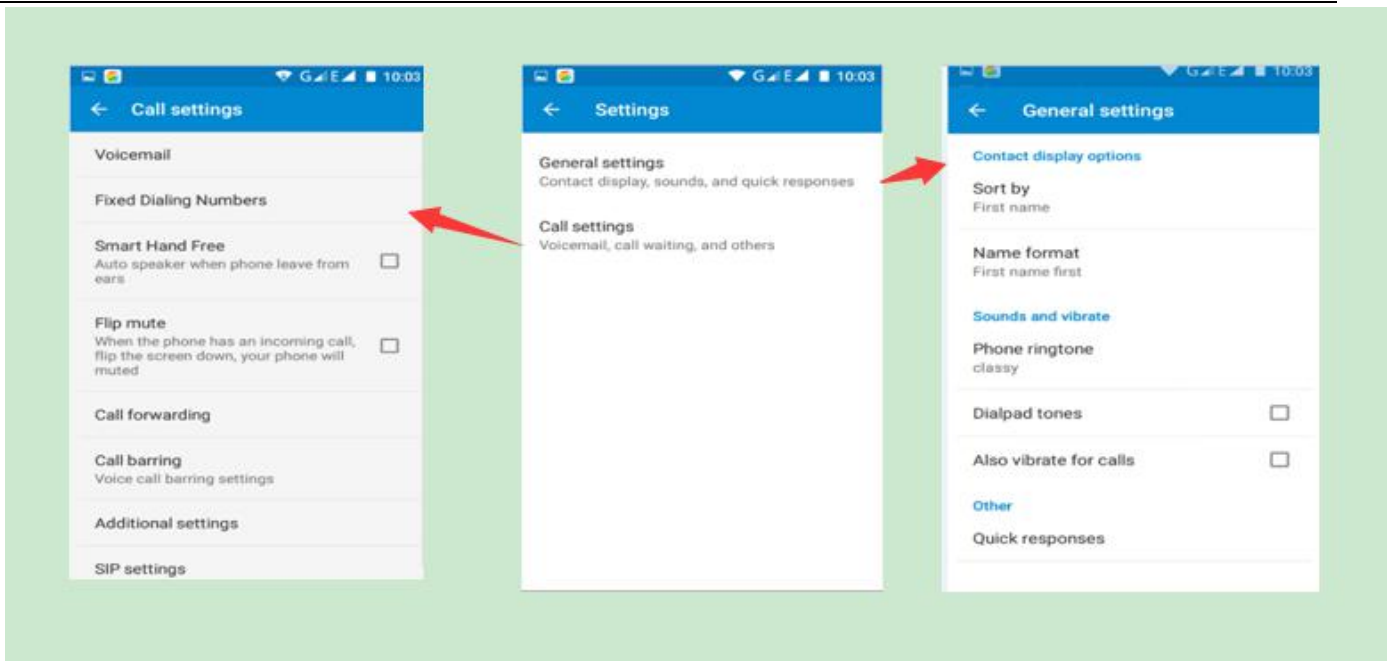 G E 10:03
Call settings
Voicemail
Fixed Dialing Numbers
Smart Hand Free
Auto speaker when phone leave from
ears
Flip mute
When the phone has an incoming call,
flip the screen down, your phone will
muted
Call forwarding
Call barring
Voice call barring settings
Additional settings
SIP settings
G E 10:03
Settings
General settings
Contact display, sounds, and quick responses
Call settings
Voicemail, call waiting, and others
G E 10:03
General settings
Contact display options
Sort by
First name
Name format
First name first
Sounds and vibrate
Phone ringtone
classy
Dialpad tones
Also vibrate for calls
Other
Quick responses